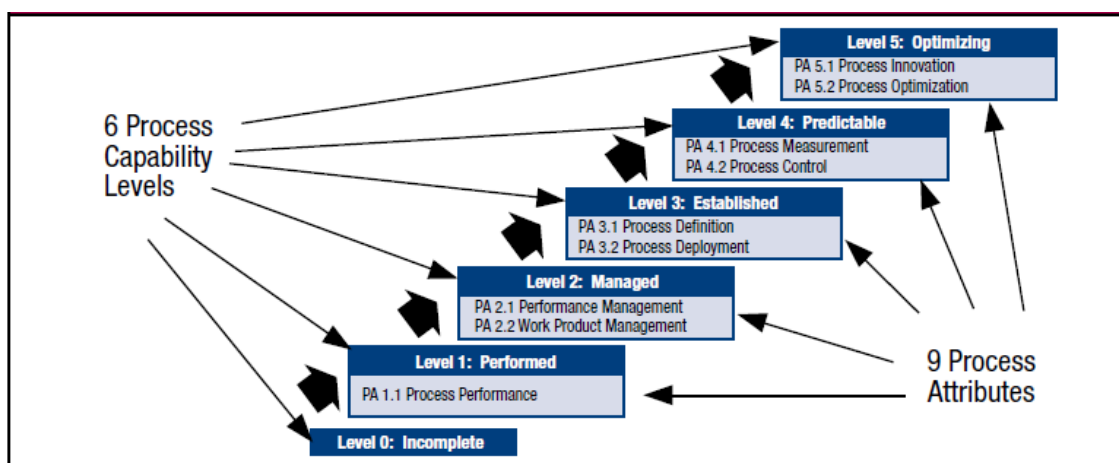 Level 5: Optimizing
PA 5.1 Process Innovation
PA 5.2 Process Optimization
6 Process
Capability
Levels
Level 4: Predictable
PA 4.1 Process Measurement
PA 4.2 Process Control
Level 3: Established
PA 3.1 Process Definition
PA 3.2 Process Deployment
Level 2: Managed
PA 2.1 Performance Management
PA 2.2 Work Product Management
Level 1: Performed
PA 1.1 Process Performance
9 Process
Attributes
Level 0: Incomplete